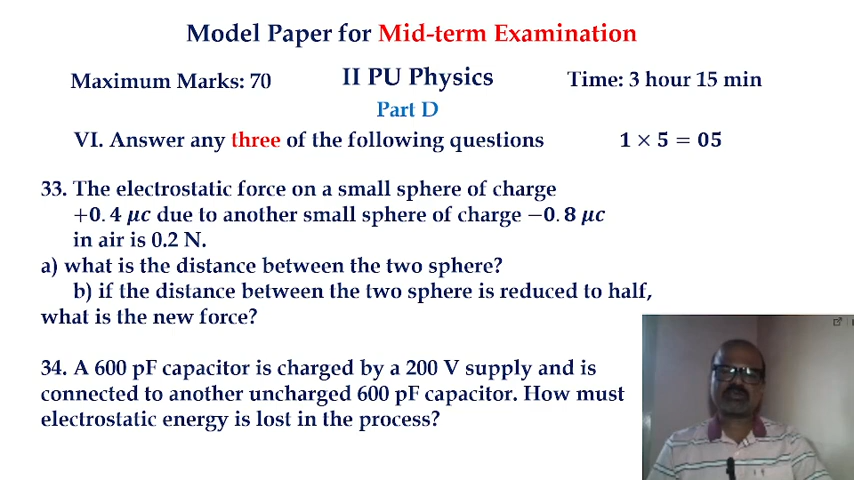 Model Paper for Mid-term Examination
Maximum Marks: 70 II PU Physics Time: 3 hour 15 min
Part D
VI. Answer any three of the following questions 1 × 5 = 05
33. The electrostatic force on a small sphere of charge
+0.4 μc due to another small sphere of charge −0.8 μc
in air is 0.2 N.
a) what is the distance between the two sphere?
b) if the distance between the two sphere is reduced to half,
what is the new force?
34. A 600 pF capacitor is charged by a 200 V supply and is
connected to another uncharged 600 pF capacitor. How must
electrostatic energy is lost in the process?